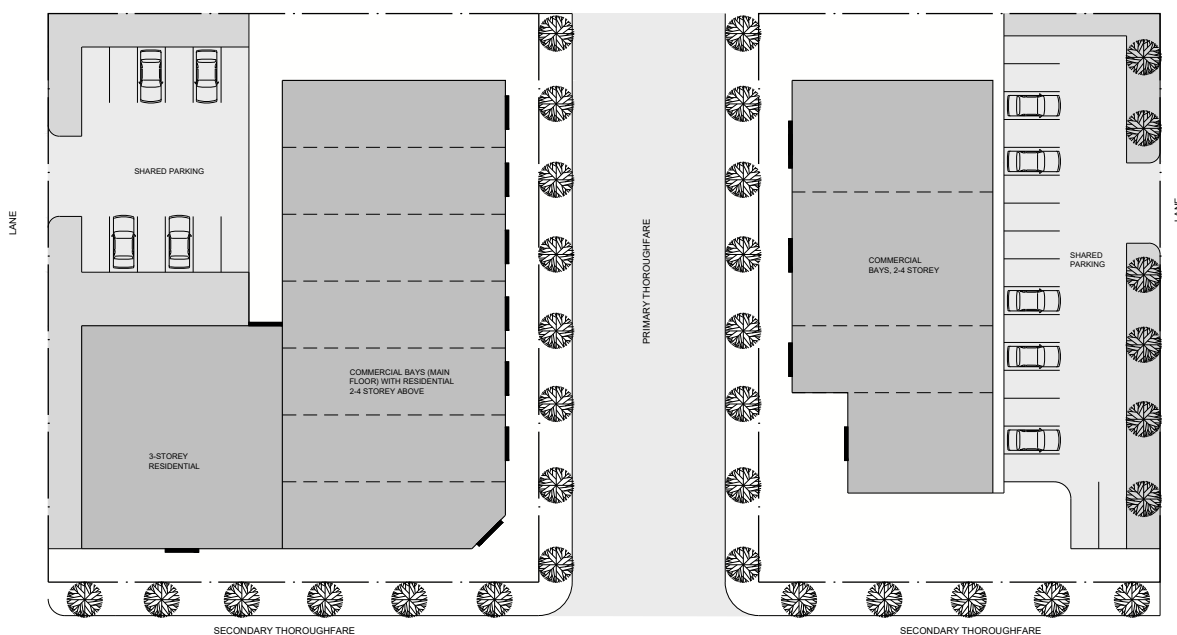 SHARED PARKING
LANE
COMMERCIAL BAYS (MAIN
FLOOR) WITH RESIDENTIAL
2-4 STOREY ABOVE
3-STOREY
RESIDENTIAL
PRIMARY THOROUGHFARE
COMMERCIAL
BAYS, 2-4 STOREY
SHARED
PARKING
LANE
SECONDARY THOROUGHFARE
SECONDARY THOROUGHFARE